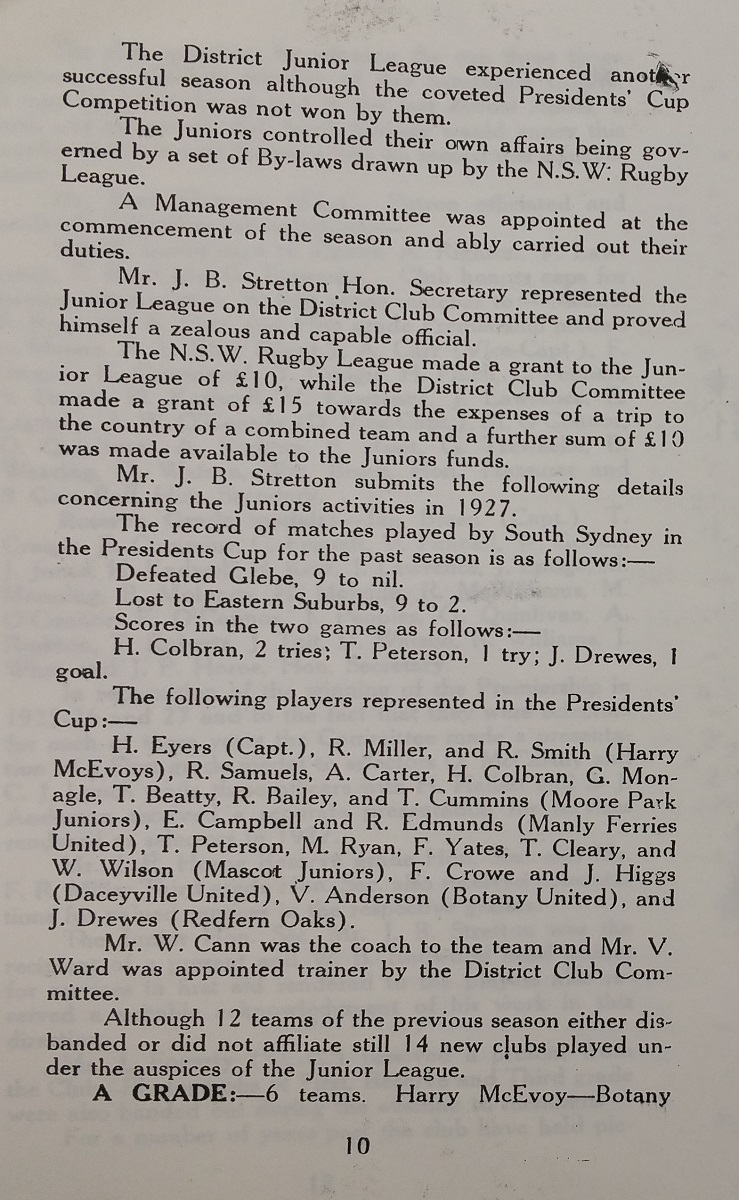 The District Junior League experienced another
successful season although the coveted Presidents' Cup
Competition was not won by them.
The Juniors controlled their own affairs being gov-
erned by a set of By-laws drawn up by the N.S.W. Rugby
League.
A Management Committee was appointed at the
commencement of the season and ably carried out their
duties.
Mr. J. B. Stretton Hon. Secretary represented the
Junior League on the District Club Committee and proved
himself a zealous and capable official.
The N.S.W. Rugby League made a grant to the Jun-
ior League of £10, while the District Club Committee
made a grant of £15 towards the expenses of a trip to
the country of a combined team and a further sum of £10
was made available to the Juniors funds.
Mr. J. B. Stretton submits the following details
concerning the Juniors activities in 1927.
The record of matches played by South Sydney in
the Presidents Cup for the past season is as follows:—
Defeated Glebe, 9 to nil.
Lost to Eastern Suburbs, 9 to 2.
Scores in the two games as follows:—
H. Colbran, 2 tries; T. Peterson, 1 try; J. Drewes, 1
goal.
The following players represented in the Presidents'
Cup:—
H. Eyers (Capt.), R. Miller, and R. Smith (Harry
McEvoys), R. Samuels, A. Carter, H. Colbran, G. Mon-
agle, T. Beatty, R. Bailey, and T. Cummins (Moore Park
Juniors), E. Campbell and R. Edmunds (Manly Ferries
United), T. Peterson, M. Ryan, F. Yates, T. Cleary, and
W. Wilson (Mascot Juniors), F. Crowe and J. Higgs
(Daceyville United), V. Anderson (Botany United), and
J. Drewes (Redfern Oaks).
Mr. W. Cann was the coach to the team and Mr. V.
Ward was appointed trainer by the District Club Com-
mittee.
Although 12 teams of the previous season either dis-
banded or did not affiliate still 14 new clubs played un-
der the auspices of the Junior League.
A GRADE:—6 teams. Harry McEvoy—Botany
10